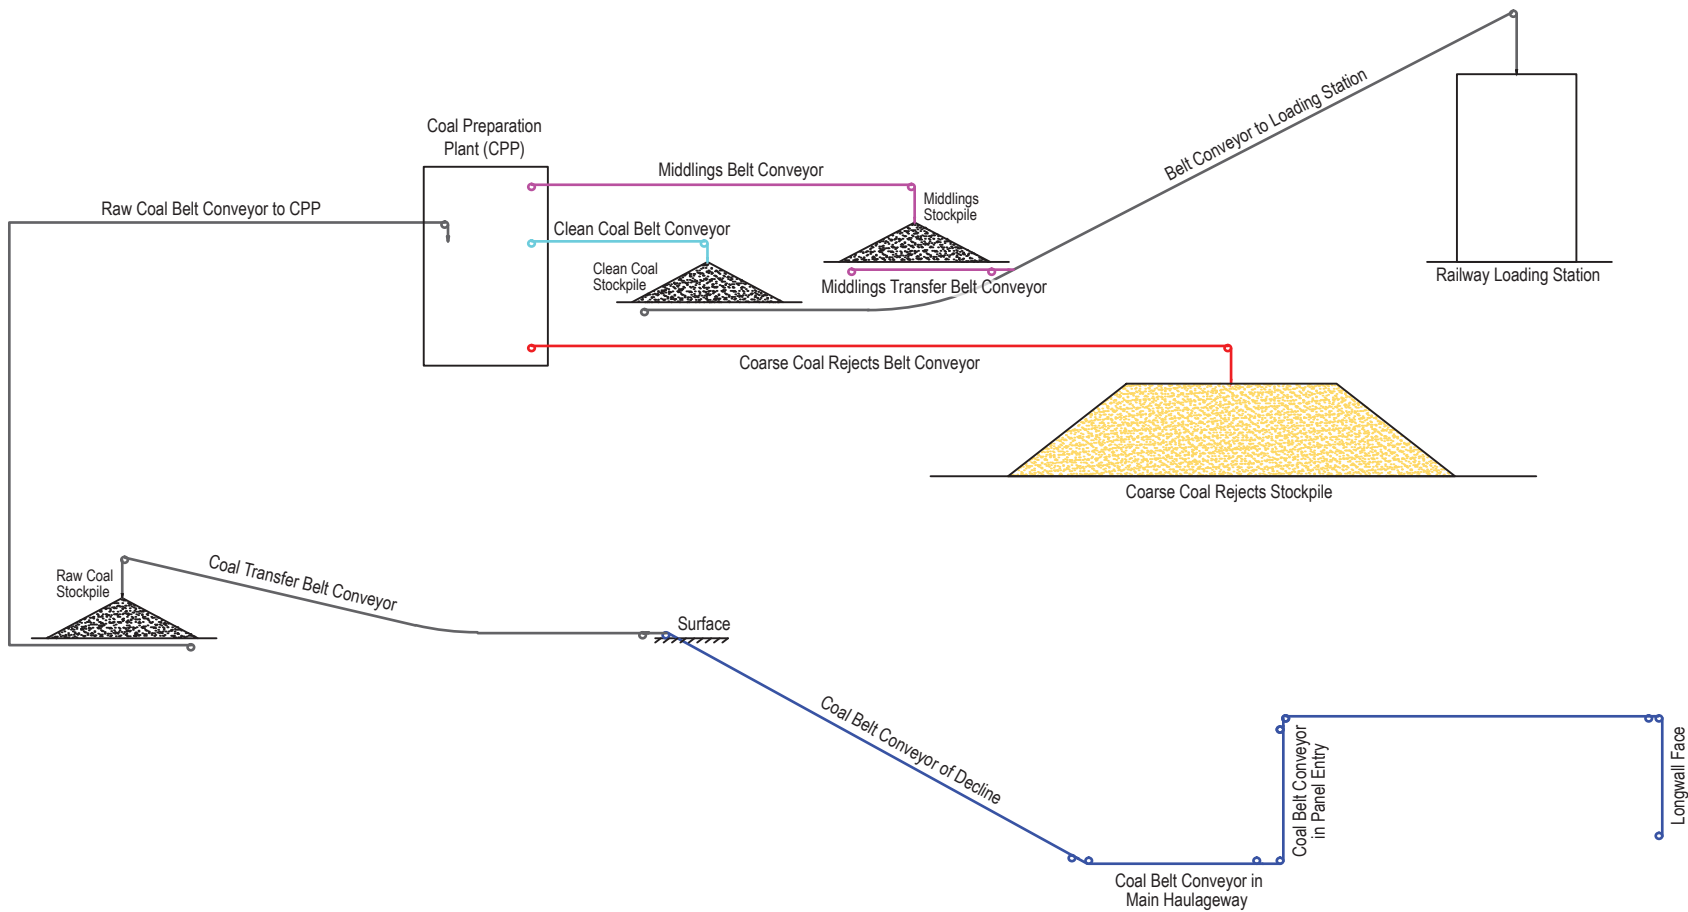 Belt Conveyor to Loading Station
Coal Preparation
Plant (CPP)
Middlings Belt Conveyor
Middlings
Stockpile
Raw Coal Belt Conveyor to CPP
Clean Coal Belt Conveyor
Clean Coal
Stockpile
Middlings Transfer Belt Conveyor
Railway Loading Station
Coarse Coal Rejects Belt Conveyor
Coarse Coal Rejects Stockpile
Raw Coal
Stockpile
Coal Transfer Belt Conveyor
Surface
Coal Belt Conveyor of Decline
Coal Belt Conveyor
in Panel Entry
Longwall Face
Coal Belt Conveyor in
Main Haulageway